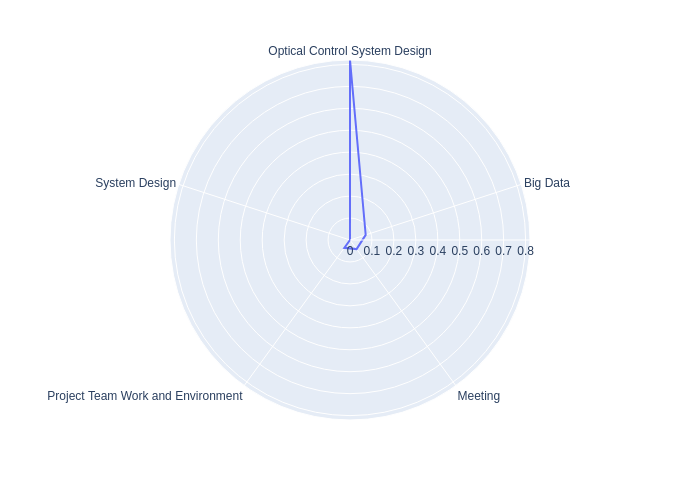 Optical Control System Design
System Design
Big Data
0 0.1 0.2 0.3 0.4 0.5 0.6 0.7 0.8
Project Team Work and Environment
Meeting